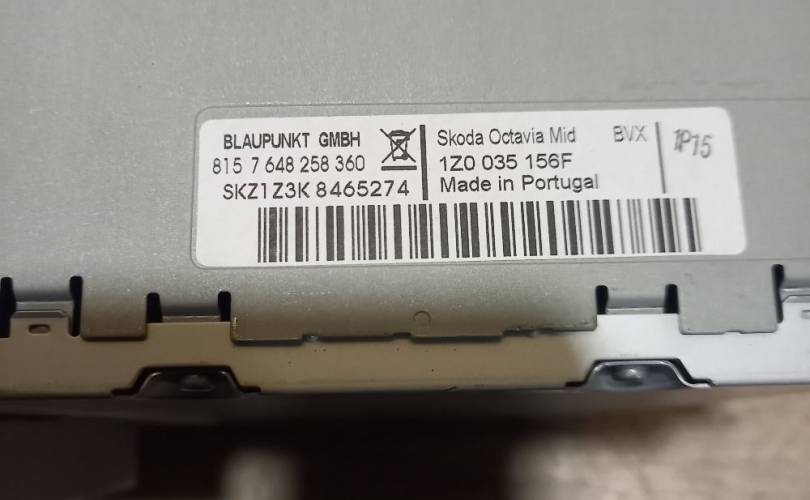 BLAUPUNKT GMBH
815 7 648 258 360
SKZ1Z3K 8465274
Skoda Octavia Mid BVX
1Z0 035 156F
Made in Portugal
1P15